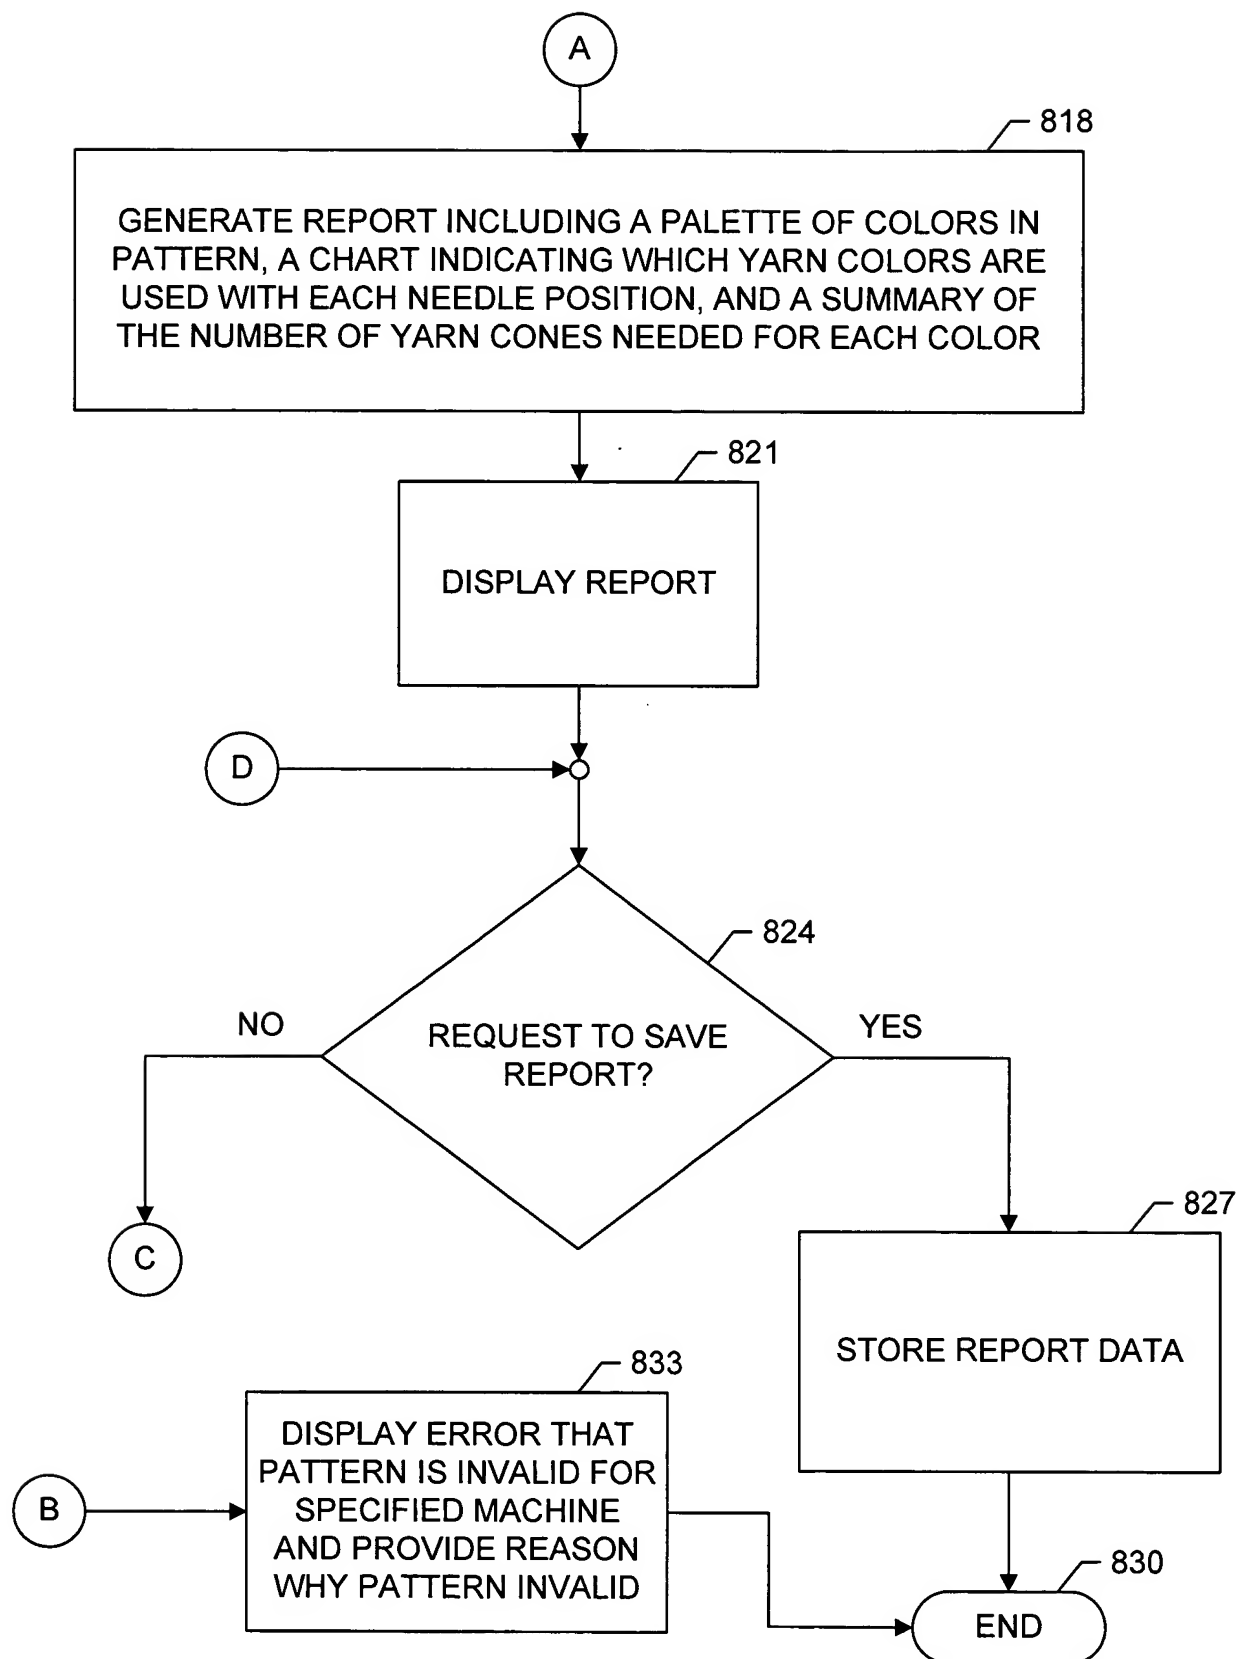 A
818
GENERATE REPORT INCLUDING A PALETTE OF COLORS IN
PATTERN, A CHART INDICATING WHICH YARN COLORS ARE
USED WITH EACH NEEDLE POSITION, AND A SUMMARY OF
THE NUMBER OF YARN CONES NEEDED FOR EACH COLOR
821
DISPLAY REPORT
D
824
NO
REQUEST TO SAVE
REPORT?
YES
827
C
STORE REPORT DATA
833
DISPLAY ERROR THAT
PATTERN IS INVALID FOR
SPECIFIED MACHINE
AND PROVIDE REASON
WHY PATTERN INVALID
B
830
END